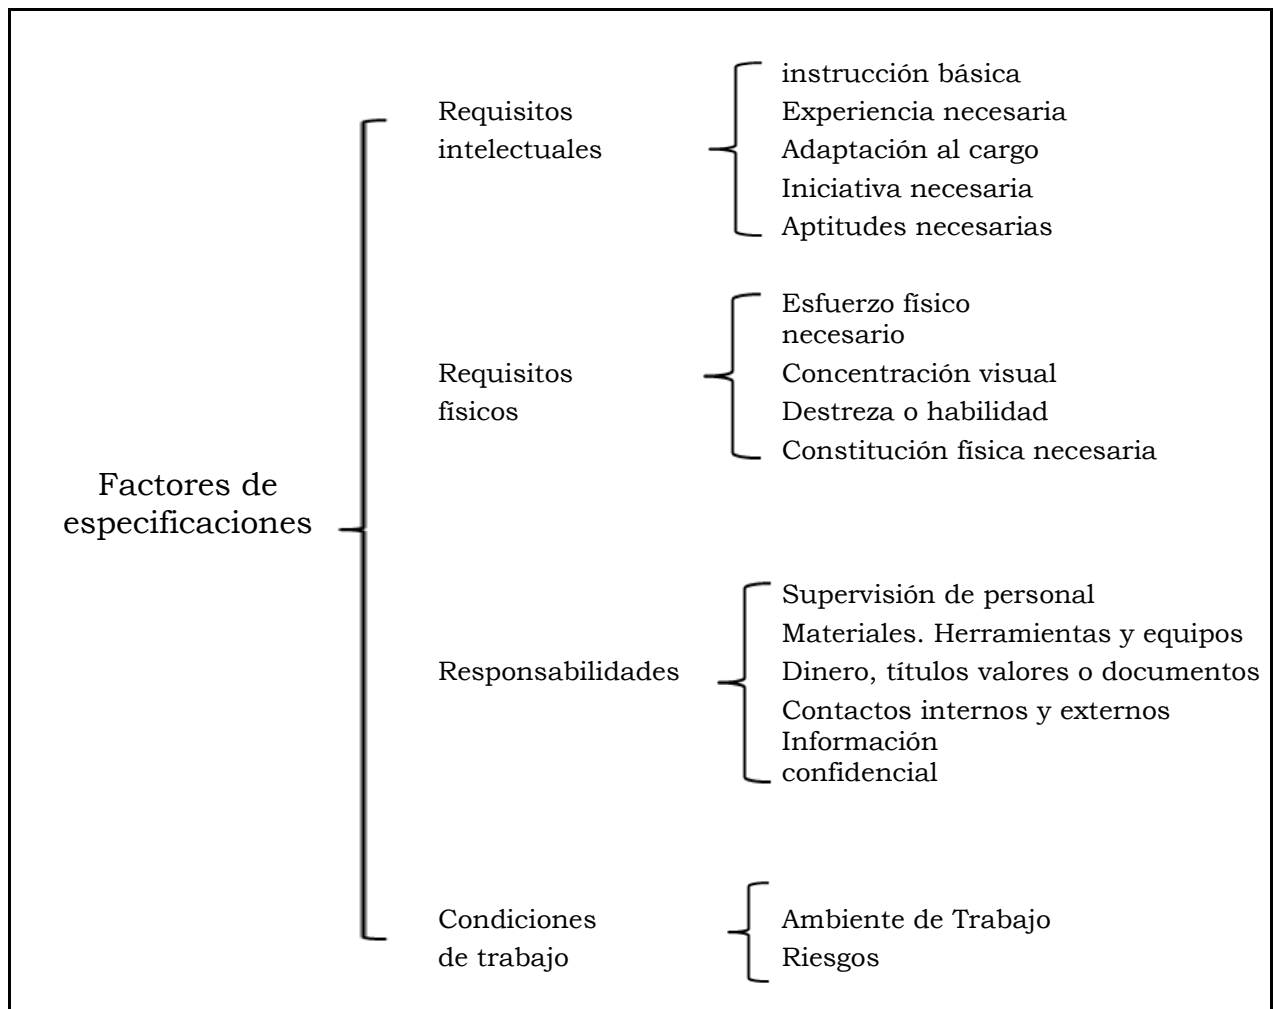 Factores de
especificaciones
Requisitos
intelectuales
instrucción básica
Experiencia necesaria
Adaptación al cargo
Iniciativa necesaria
Aptitudes necesarias
Requisitos
físicos
Esfuerzo físico
necesario
Concentración visual
Destreza o habilidad
Constitución física necesaria
Responsabilidades
Supervisión de personal
Materiales. Herramientas y equipos
Dinero, títulos valores o documentos
Contactos internos y externos
Información
confidencial
Condiciones
de trabajo
Ambiente de Trabajo
Riesgos